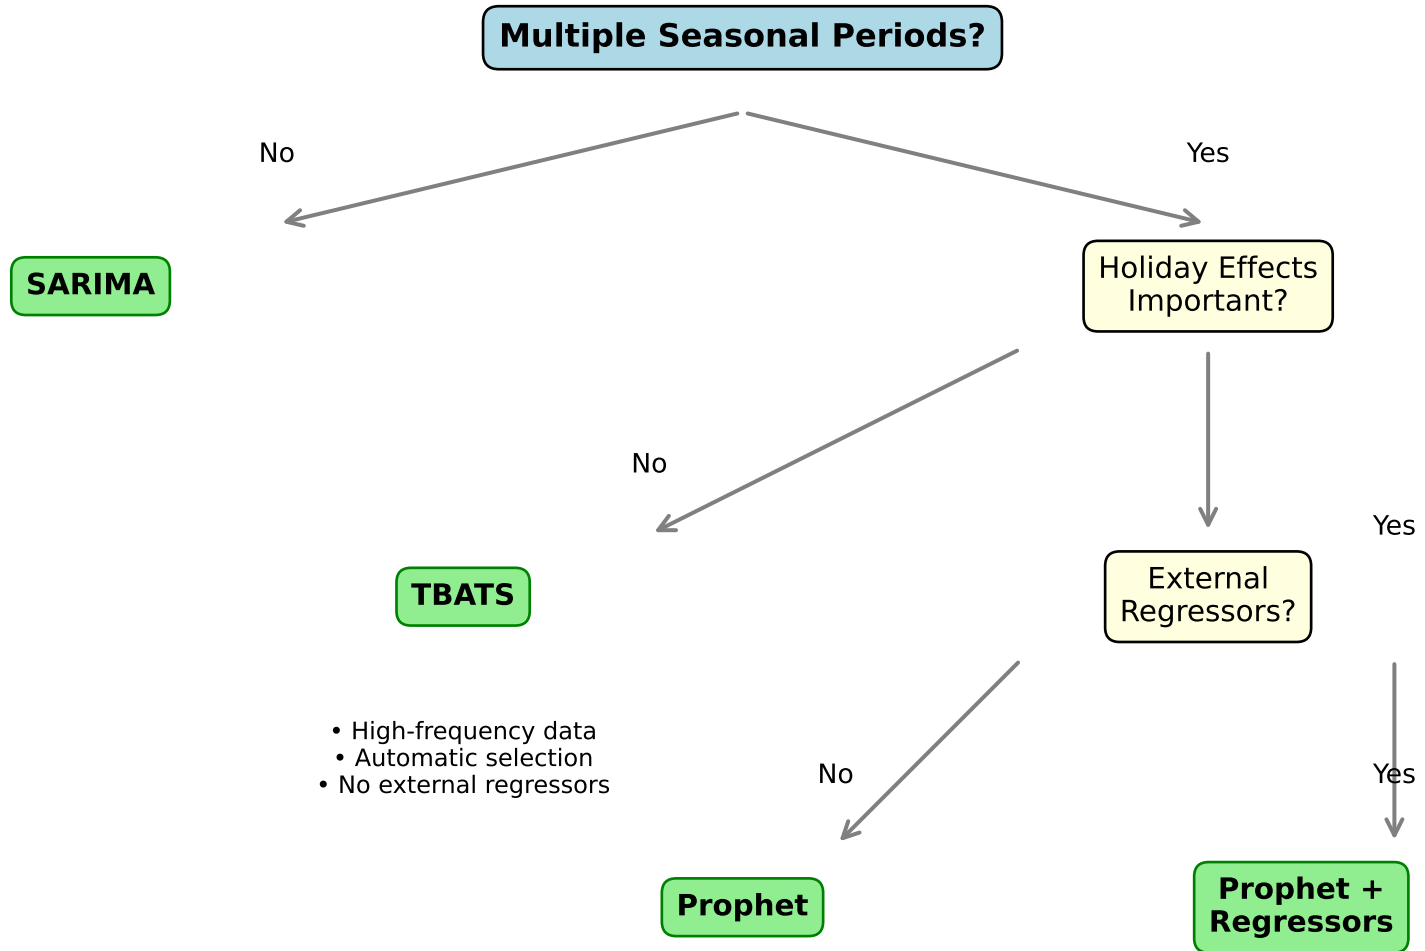 Multiple Seasonal Periods?
No
Yes
SARIMA
Holiday Effects
Important?
No
Yes
TBATS
External
Regressors?
• High-frequency data
• Automatic selection
• No external regressors
No
Yes
Prophet
Prophet +
Regressors